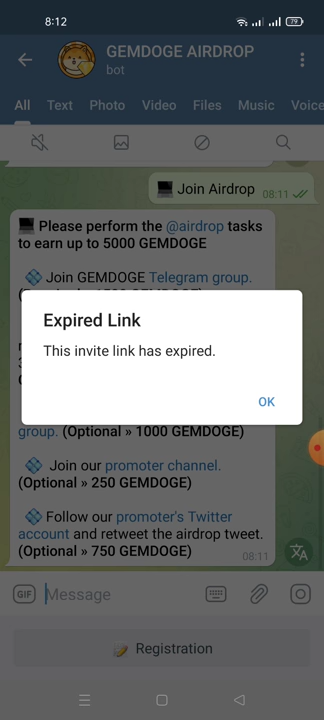 8:12
79
GEMDOGE AIRDROP
bot
All Text Photo Video Files Music Voice
💻 Join Airdrop 08:11
💻 Please perform the @airdrop tasks
to earn up to 5000 GEMDOGE
💠 Join GEMDOGE Telegram group.
Expired Link
This invite link has expired.
OK
group. (Optional » 1000 GEMDOGE)
💠 Join our promoter channel.
(Optional » 250 GEMDOGE)
💠 Follow our promoter's Twitter
account and retweet the airdrop tweet.
(Optional » 750 GEMDOGE)
08:11
GIF Message
📝 Registration